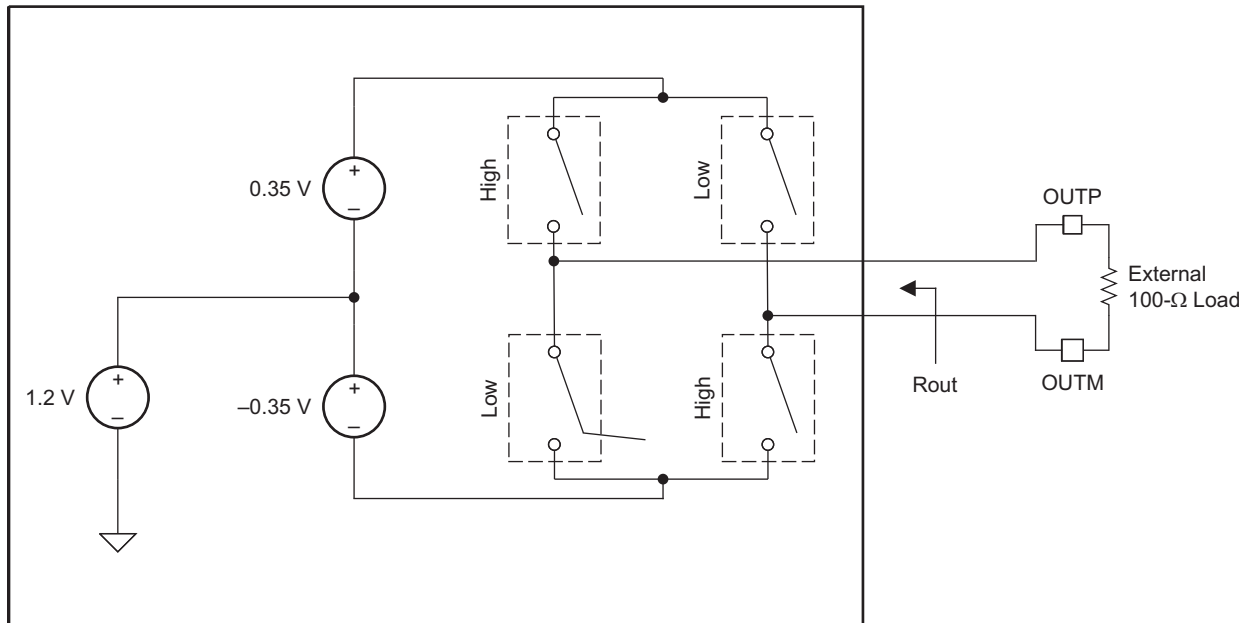 High
Low
0.35 V
+
–
OUTP
External
100-Ω Load
OUTM
Rout
1.2 V
+
–
–0.35 V
+
–
Low
High